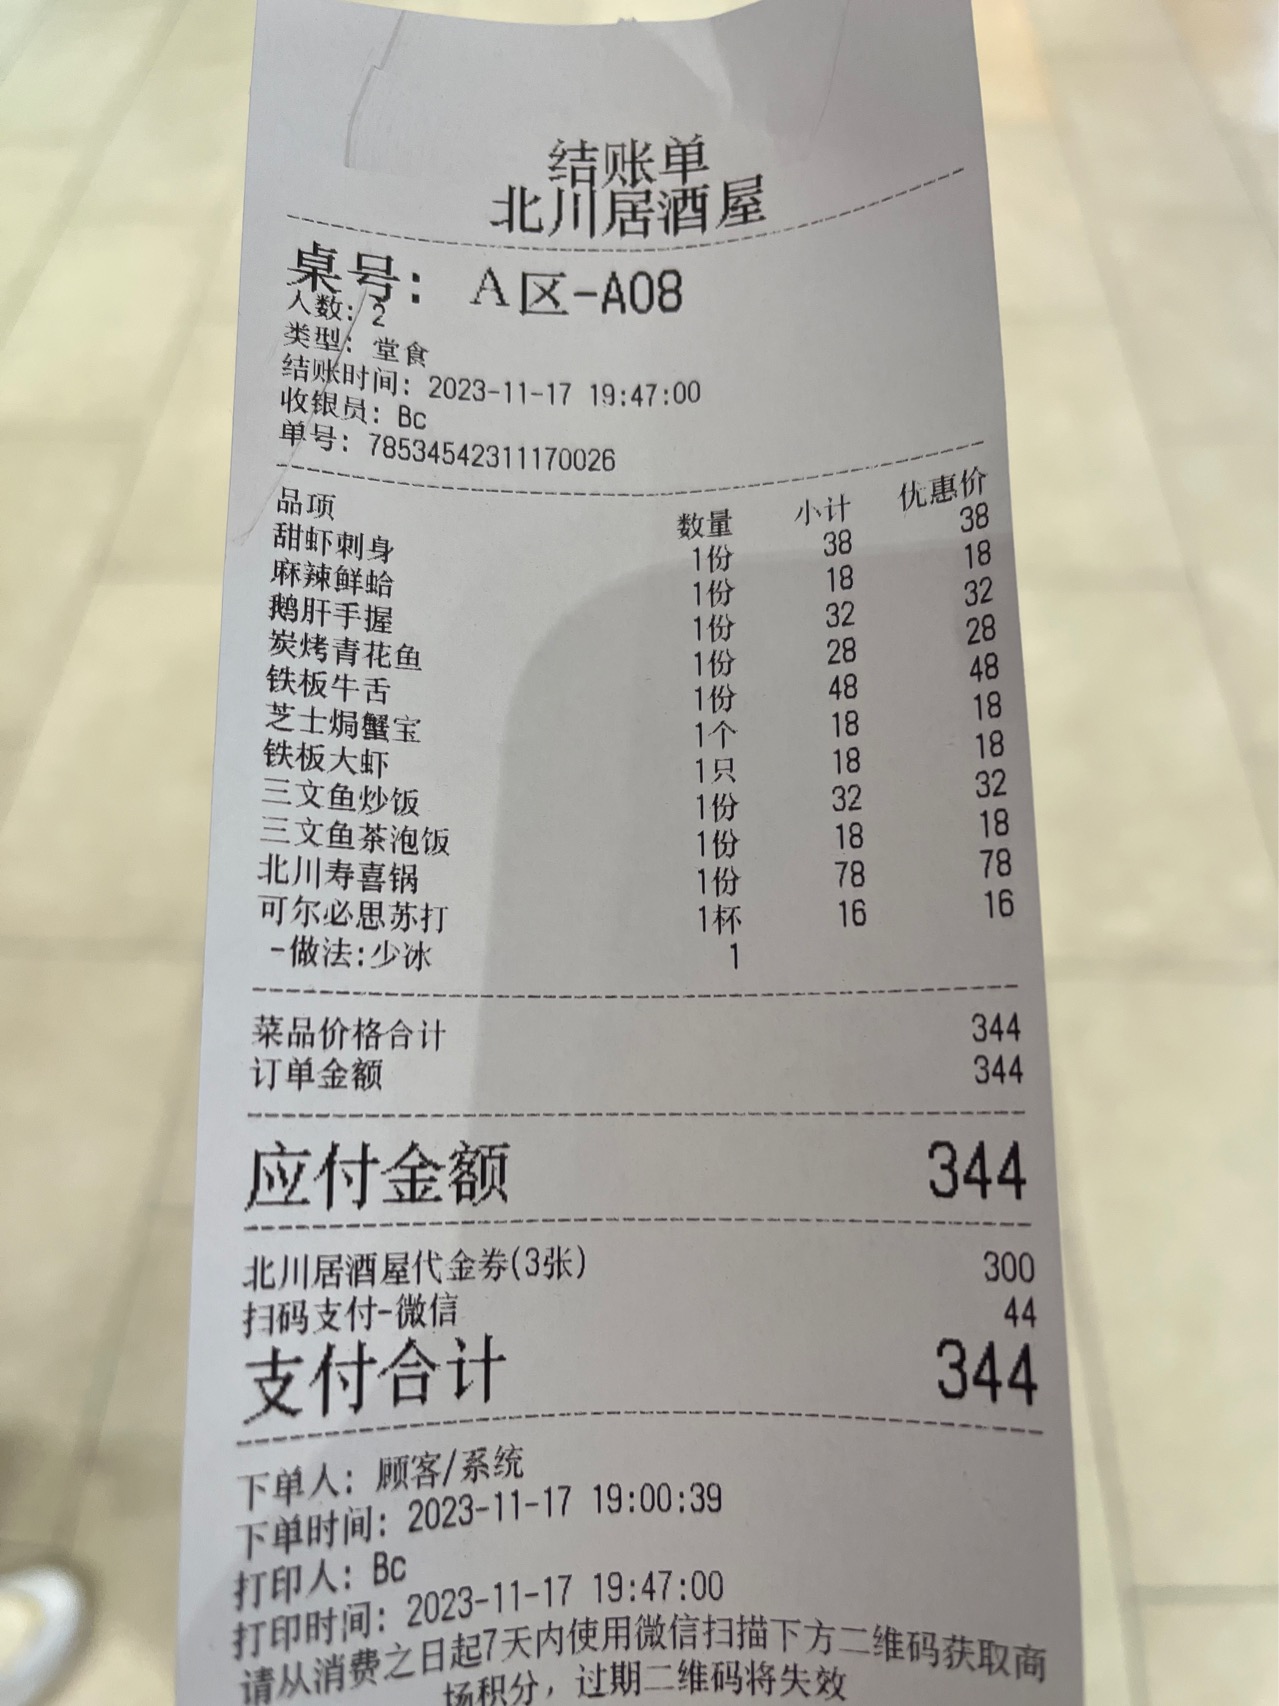 结账单
北川居酒屋
桌号: A区-A08
人数: 2
类型: 堂食
结账时间: 2023-11-17 19:47:00
收银员: Bc
单号: 78534542311170026
品项 数量 小计 优惠价
甜虾刺身 1份 38 38
麻辣鲜蛤 1份 18 18
鹅肝手握 1份 32 32
炭烤青花鱼 1份 28 28
铁板牛舌 1份 48 48
芝士焗蟹宝 1个 18 18
铁板大虾 1只 18 18
三文鱼炒饭 1份 32 32
三文鱼茶泡饭 1份 18 18
北川寿喜锅 1份 78 78
可尔必思苏打 1杯 16 16
-做法:少冰 1
菜品价格合计 344
订单金额 344
应付金额 344
北川居酒屋代金券(3张) 300
扫码支付-微信 44
支付合计 344
下单人: 顾客/系统
下单时间: 2023-11-17 19:00:39
打印人: Bc
打印时间: 2023-11-17 19:47:00
请从消费之日起7天内使用微信扫描下方二维码获取商
场积分，过期二维码将失效